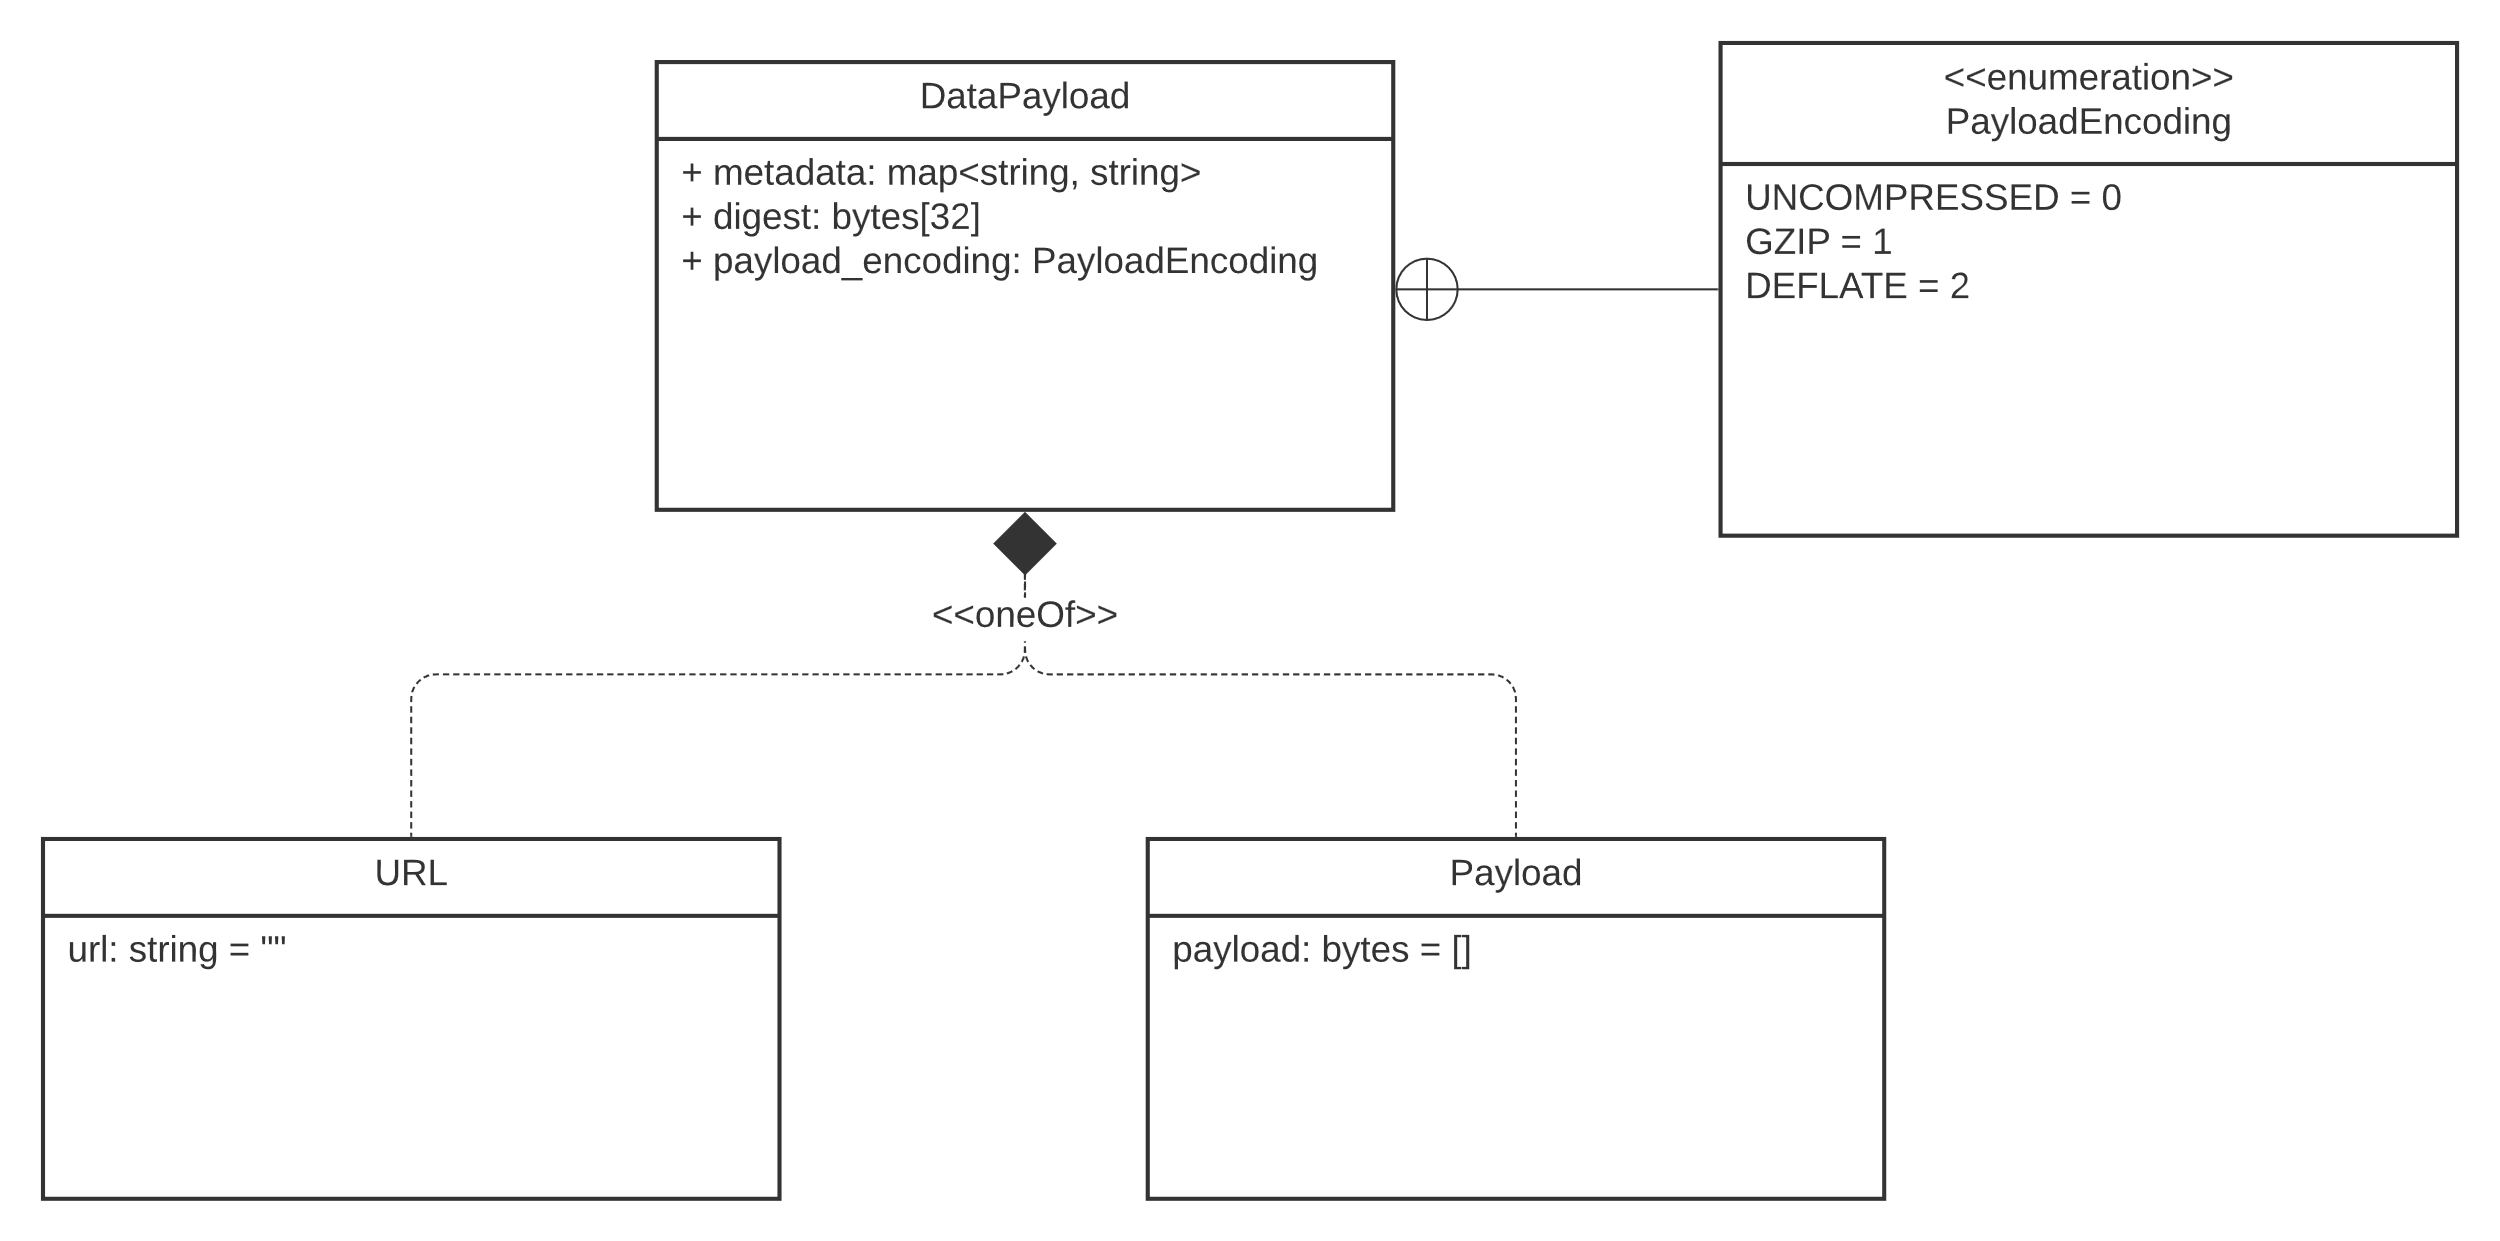 DataPayload
+ metadata: map<string, string>
+ digest: bytes[32]
+ payload_encoding: PayloadEncoding
<<enumeration>>
PayloadEncoding
UNCOMPRESSED = 0
GZIP = 1
DEFLATE = 2
<<oneOf>>
URL
url: string = ""
Payload
payload: bytes = []